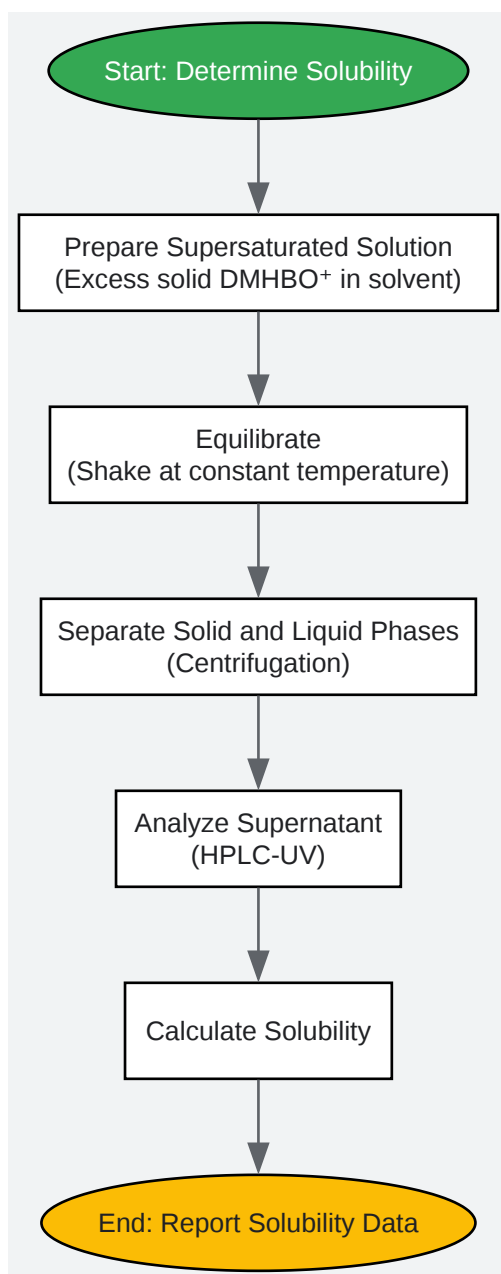 Start: Determine Solubility
Prepare Supersaturated Solution
(Excess solid DMHBO⁺ in solvent)
Equilibrate
(Shake at constant temperature)
Separate Solid and Liquid Phases
(Centrifugation)
Analyze Supernatant
(HPLC-UV)
Calculate Solubility
End: Report Solubility Data